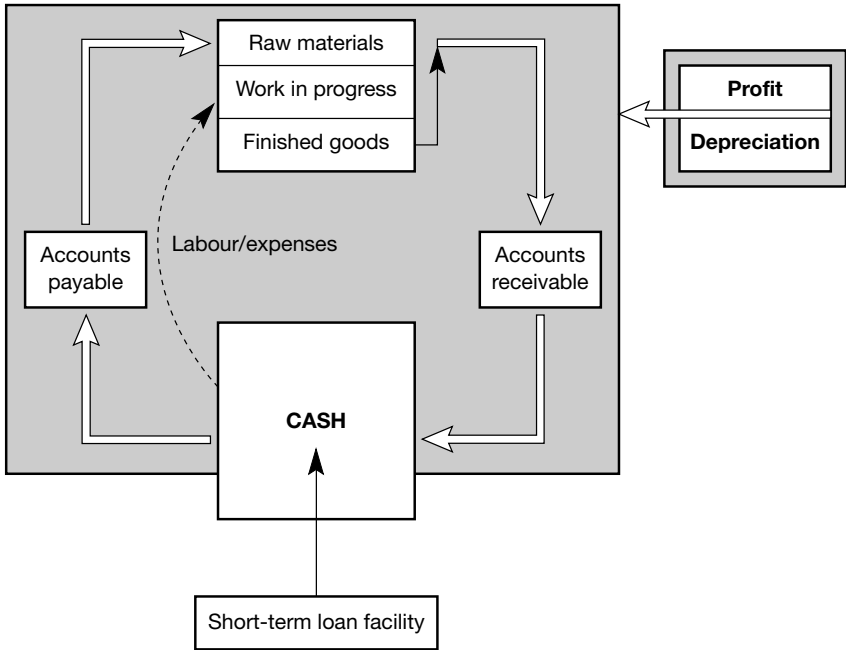 Raw materials
Work in progress
Finished goods
Profit
Depreciation
Labour/expenses
Accounts
payable
Accounts
receivable
CASH
Short-term loan facility